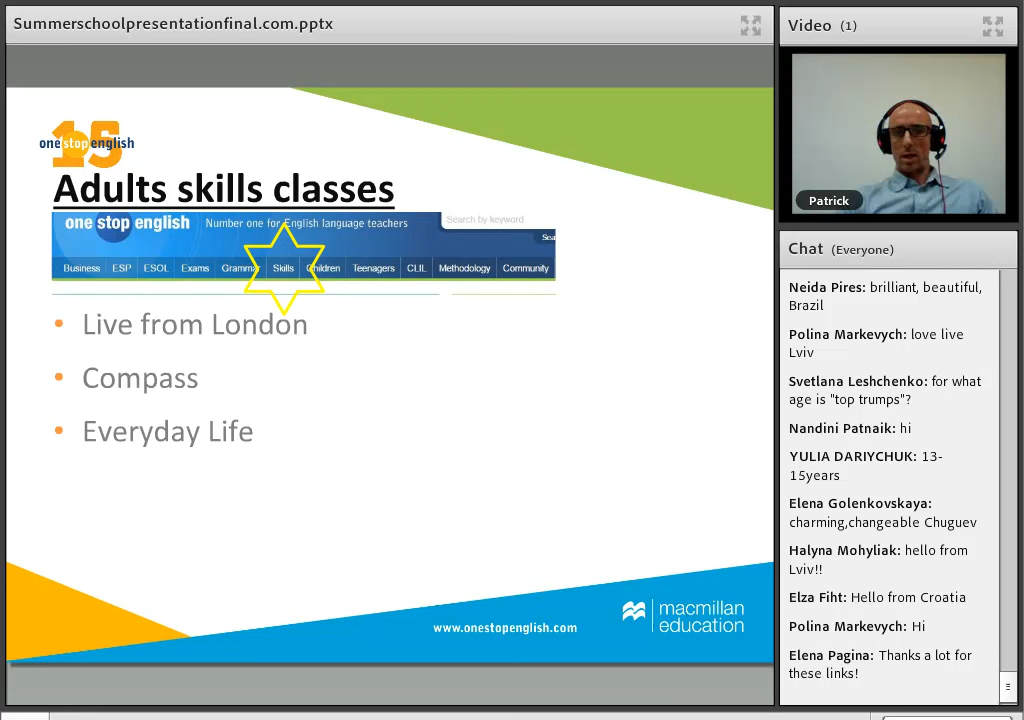 Summerschoolpresentationfinal.com.pptx
15
one stop english
Adults skills classes
one stop english Number one for English language teachers Search by keyword
Sea
Business ESP ESOL Exams Grammar Skills Children Teenagers CLIL Methodology Community
• Live from London
• Compass
• Everyday Life
www.onestopenglish.com
macmillan
education
Video (1)
Patrick
Chat (Everyone)
Neida Pires: brilliant, beautiful,
Brazil
Polina Markevych: love live
Lviv
Svetlana Leshchenko: for what
age is "top trumps"?
Nandini Patnaik: hi
YULIA DARIYCHUK: 13-
15years
Elena Golenkovskaya:
charming,changeable Chuguev
Halyna Mohyliak: hello from
Lviv!!
Elza Fiht: Hello from Croatia
Polina Markevych: Hi
Elena Pagina: Thanks a lot for
these links!